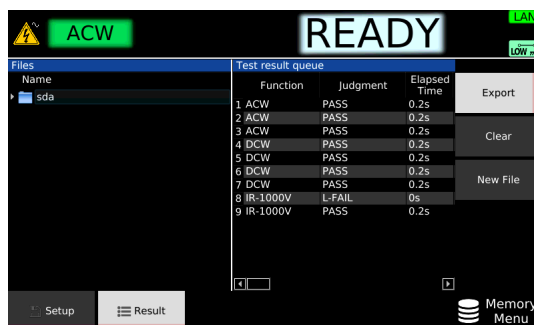 ACW
READY
LAN
LOW
Files
Test result queue
Name
sda
Function Judgment Elapsed Time
1 ACW PASS 0.2s
2 ACW PASS 0.2s
3 ACW PASS 0.2s
4 DCW PASS 0.2s
5 DCW PASS 0.2s
6 DCW PASS 0.2s
7 DCW PASS 0.2s
8 IR-1000V L-FAIL 0s
9 IR-1000V PASS 0.2s
Export
Clear
New File
Setup
Result
Memory
Menu